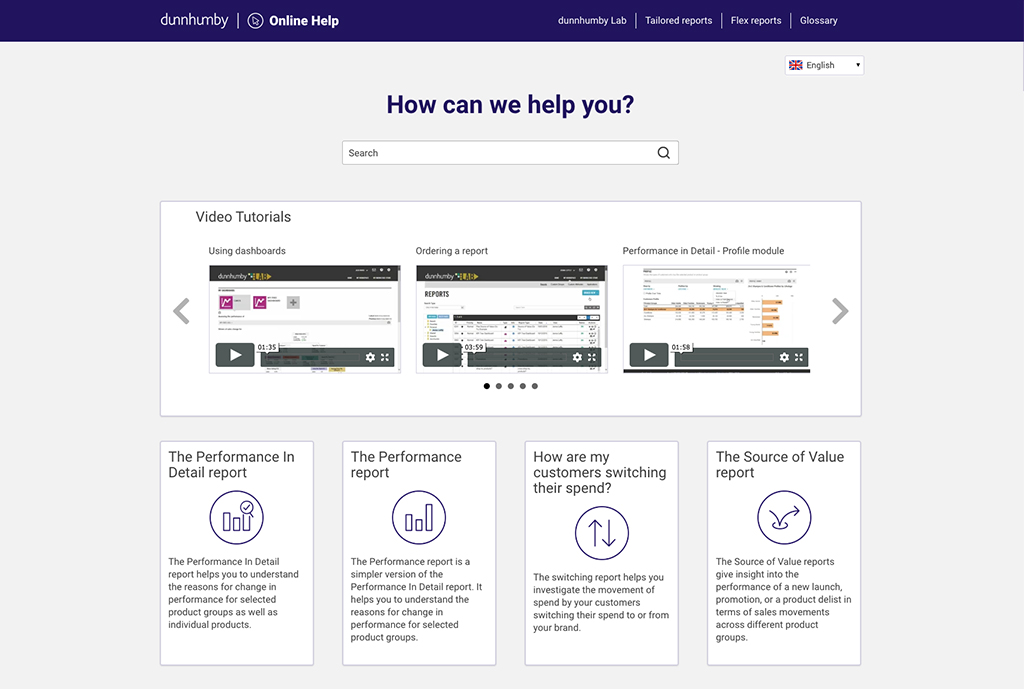 dunnhumby Online Help
dunnhumby Lab
Tailored reports
Flex reports
Glossary
English
How can we help you?
Search
Video Tutorials
Using dashboards
Ordering a report
Performance in Detail - Profile module
dunnhumby LAB
01:35
dunnhumby LAB
REPORTS
03:59
01:58
The Performance In
Detail report
The Performance In Detail
report helps you to understand
the reasons for change in
performance for selected
product groups as well as
individual products.
The Performance
report
The Performance report is a
simpler version of the
Performance In Detail report. It
helps you to understand the
reasons for change in
performance for selected
product groups.
How are my
customers switching
their spend?
The switching report helps you
investigate the movement of
spend by your customers
switching their spend to or from
your brand.
The Source of Value
report
The Source of Value reports
give insight into the
performance of a new launch,
promotion, or a product delist in
terms of sales movements
across different product
groups.